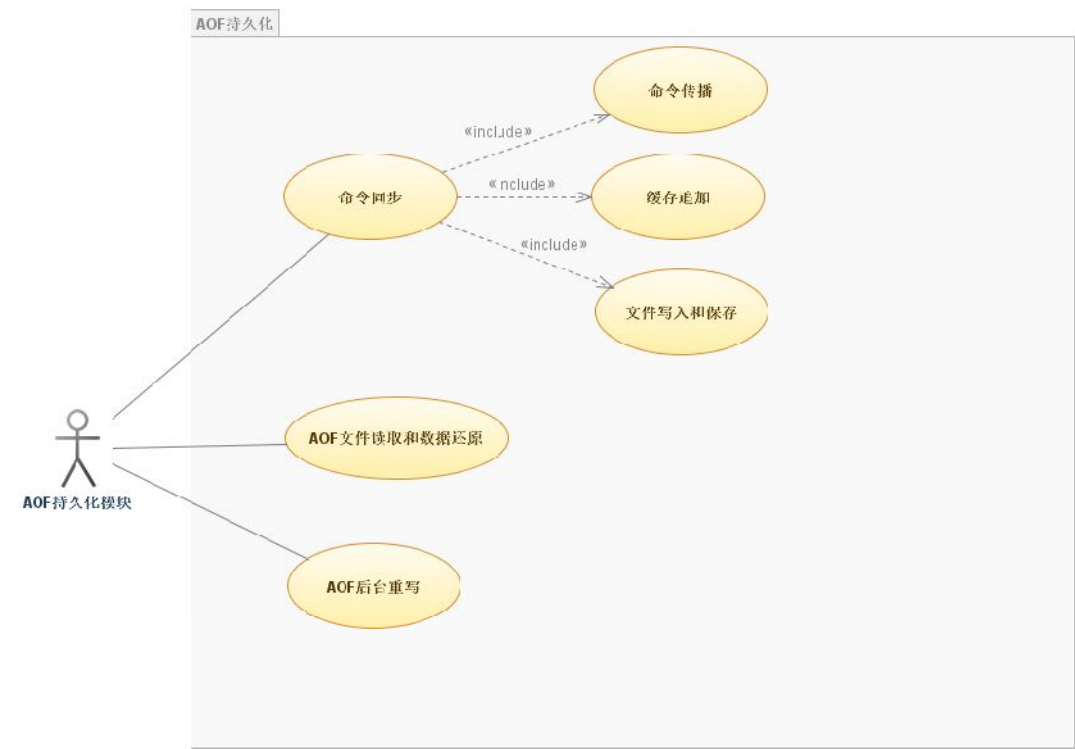 AOF持久化
命令传播
«include»
命令同步
«nclude»
缓存追加
«include»
文件写入和保存
AOF文件读取和数据还原
AOF持久化模块
AOF后台重写